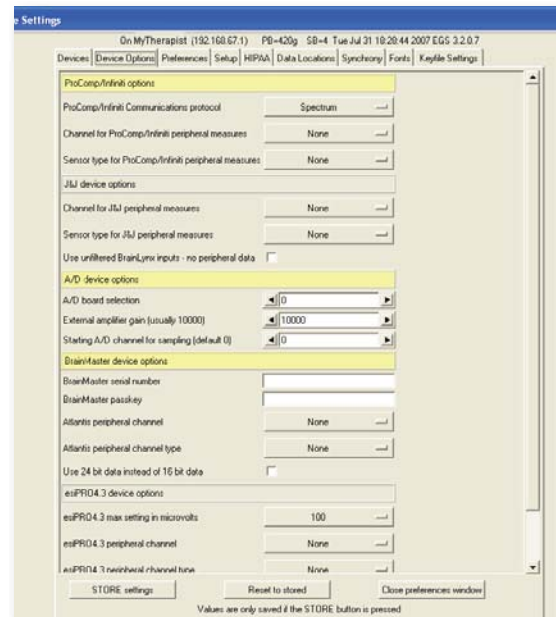 e Settings
On MyTherapist (192.168.67.1) PB=420g SB=4 Tue Jul 31 18:28:44 2007 EGS 3.2.0.7
Devices Device Options Preferences Setup HIPAA Data Locations Synchrony Fonts Keyfile Settings
ProComp/Infiniti options
ProComp/Infiniti Communications protocol Spectrum
Channel for ProComp/Infiniti peripheral measures None
Sensor type for ProComp/Infiniti peripheral measures None
J&J device options
Channel for J&J peripheral measures None
Sensor type for J&J peripheral measures None
Use unfiltered BrainLynx inputs - no peripheral data
A/D device options
A/D board selection 0
External amplifier gain (usually 10000) 10000
Starting A/D channel for sampling (default 0) 0
BrainMaster device options
BrainMaster serial number
BrainMaster passkey
Atlantis peripheral channel None
Atlantis peripheral channel type None
Use 24 bit data instead of 16 bit data
esiPRO4.3 device options
esiPRO4.3 max setting in microvolts 100
esiPRO4.3 peripheral channel None
esiPRO4.3 peripheral channel type None
STORE settings Reset to stored Close preferences window
Values are only saved if the STORE button is pressed